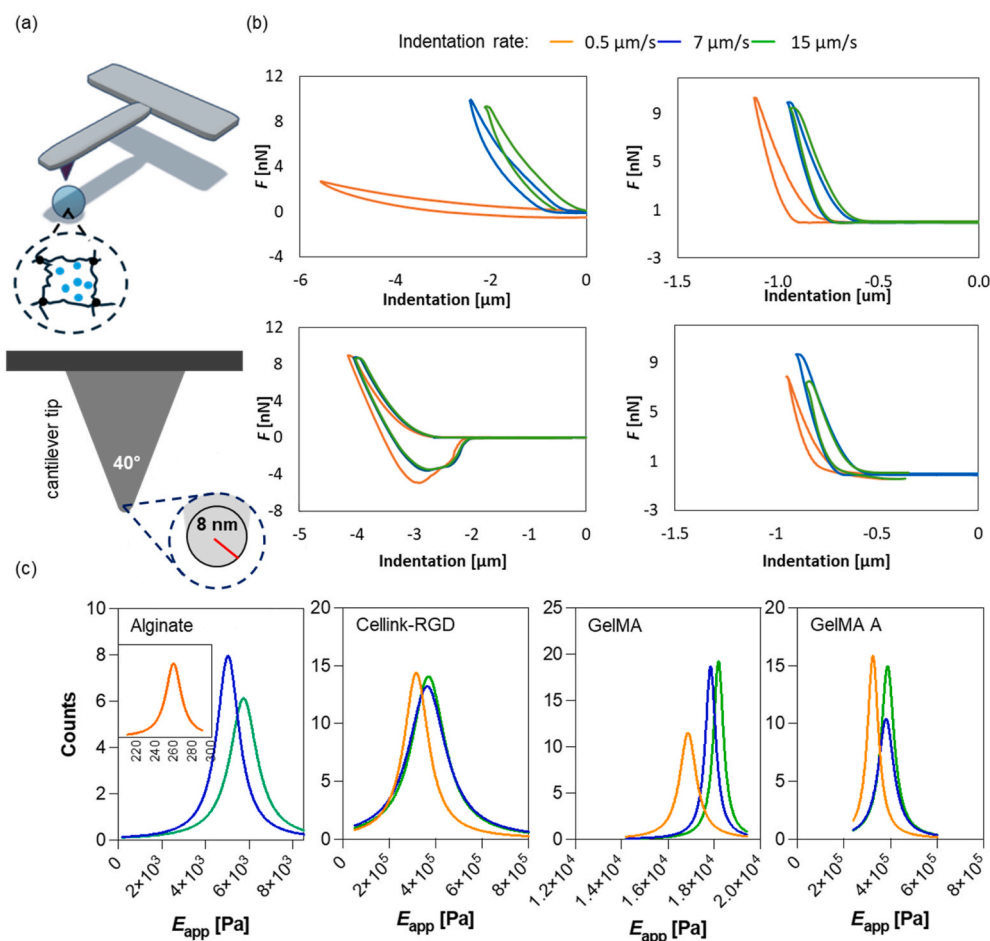 (a)
(b)
Indentation rate: 0.5 µm/s 7 µm/s 15 µm/s
12
8
4
0
-4
F [nN]
-6 -4 -2 0
Indentation [µm]
9
5
1
-3
F [nN]
-1.5 -1.0 -0.5 0.0
Indentation [um]
cantilever tip
40°
8 nm
12
8
4
0
-4
-8
F [nN]
-5 -4 -3 -2 -1 0
Indentation [µm]
9
5
1
-3
F [nN]
-1.5 -1 -0.5 0
Indentation [µm]
(c)
Counts
10
8
6
4
2
0
Alginate
220 240 260 280 300
0 2×10³ 4×10³ 6×10³ 8×10³
Eapp [Pa]
20
15
10
5
0
Cellink-RGD
0 2×10⁵ 4×10⁵ 6×10⁵ 8×10⁵
Eapp [Pa]
25
20
15
10
5
0
GelMA
1.2×10⁴ 1.4×10⁴ 1.6×10⁴ 1.8×10⁴ 2.0×10⁴
Eapp [Pa]
20
15
10
5
0
GelMA A
0 2×10⁵ 4×10⁵ 6×10⁵ 8×10⁵
Eapp [Pa]